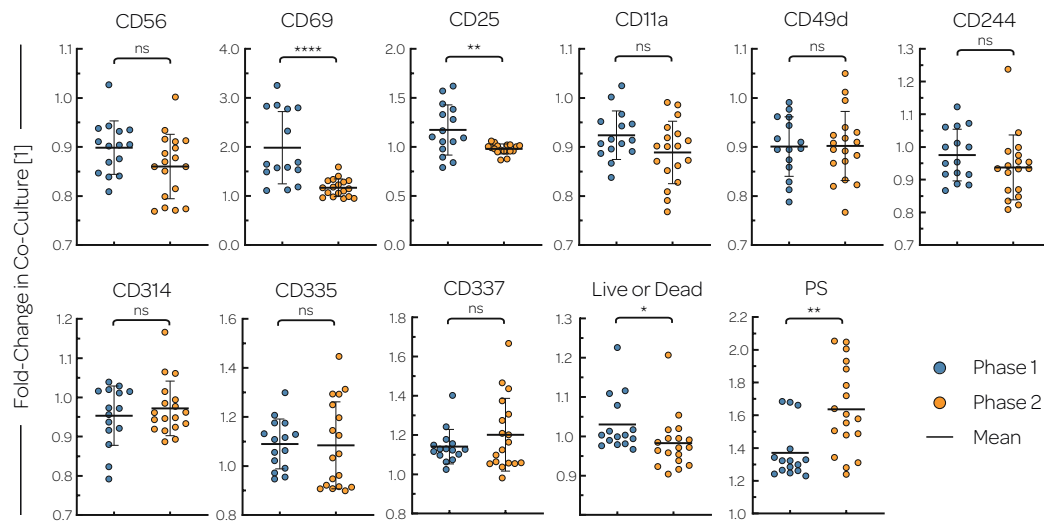 CD56 CD69 CD25 CD11a CD49d CD244
ns **** ** ns ns ns
1.1 4.0 2.0 1.1 1.1 1.3
1.2
1.0 3.0 1.5 1.0 1.0 1.1
1.0
0.9 2.0 1.0 0.9 0.9
0.9
0.8 1.0 0.5 0.8 0.8 0.8
0.7 0.0 0.0 0.7 0.7 0.7
Fold-Change in Co-Culture [1]
CD314 CD335 CD337 Live or Dead PS
ns ns ns * **
1.2 1.6 1.8 1.3 2.2
1.1 1.4 1.6 1.2 2.0
1.0 1.2 1.4 1.1 1.8
0.9 1.0 1.2 1.0 1.6
0.8 1.0 0.9 1.4
0.8 1.2
0.7 0.8 0.8 1.0
Phase 1
Phase 2
Mean